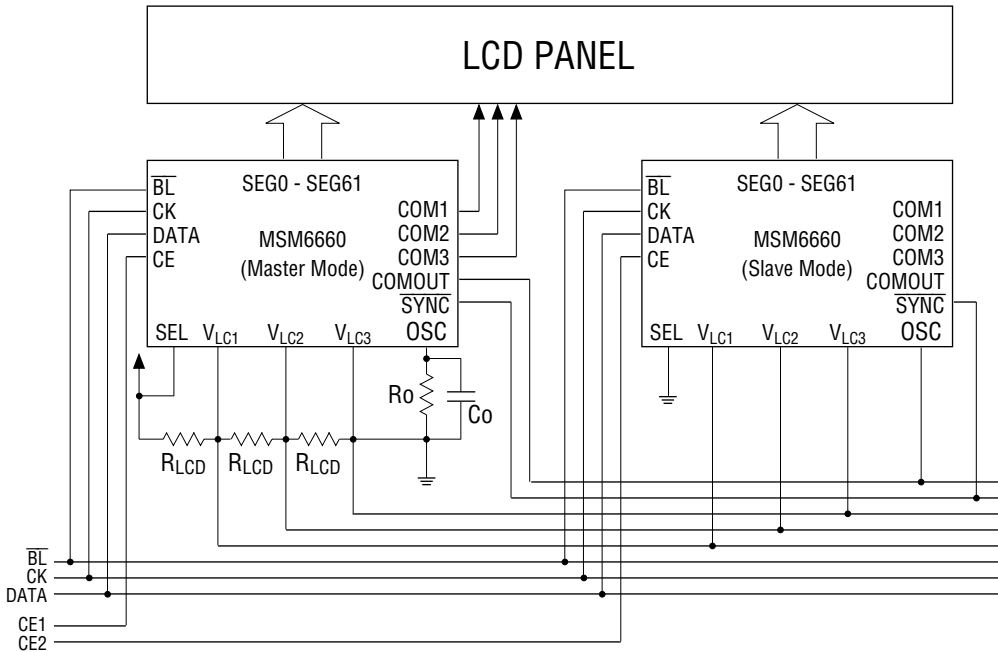 LCD PANEL
SEG0 - SEG61
BL
CK
DATA
CE
MSM6660
(Master Mode)
COM1
COM2
COM3
COMOUT
SYNC
SEL VLC1 VLC2 VLC3 OSC
SEG0 - SEG61
BL
CK
DATA
CE
MSM6660
(Slave Mode)
COM1
COM2
COM3
COMOUT
SYNC
SEL VLC1 VLC2 VLC3 OSC
Ro
Co
RLCD RLCD RLCD
BL
CK
DATA
CE1
CE2